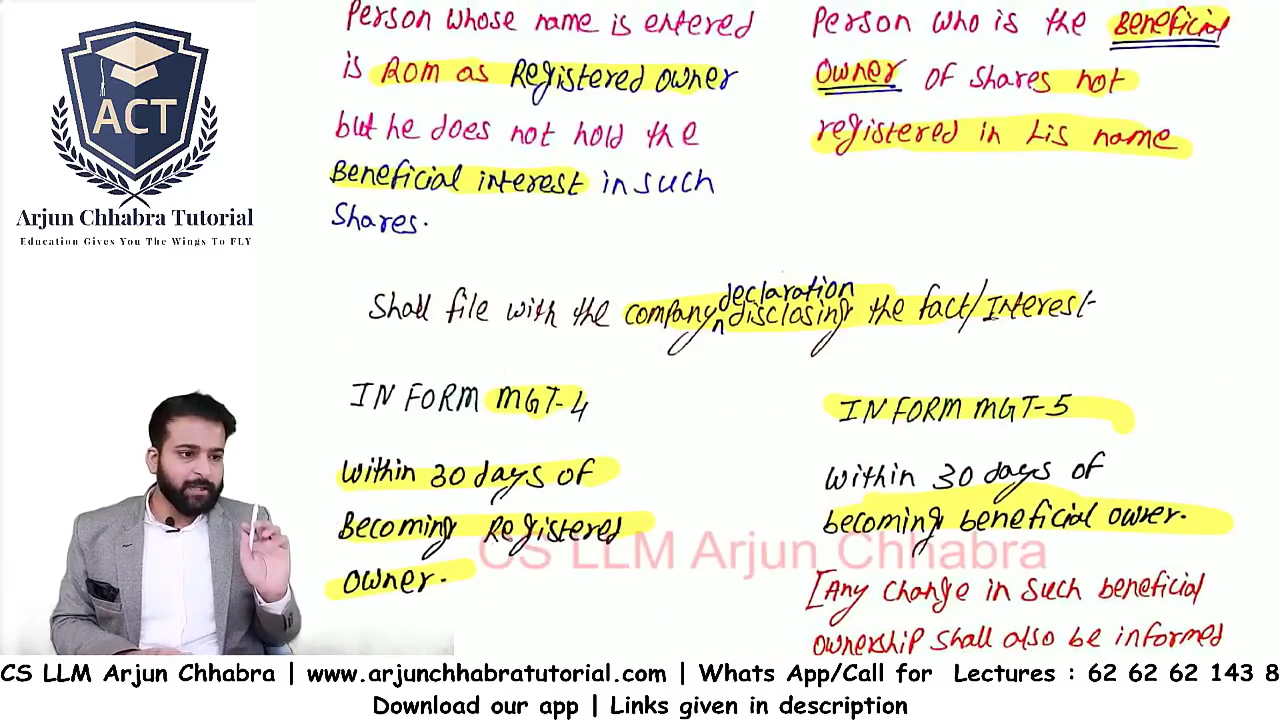 Person whose name is entered
is ROM as Registered owner
but he does not hold the
Beneficial interest in such
Shares.
Person who is the Beneficial
Owner of shares not
registered in his name
Shall file with the company declaration disclosing the fact/Interest
IN FORM MGT-4
Within 30 days of
Becoming Registered
owner.
IN FORM MGT-5
Within 30 days of
becoming beneficial owner.
[Any change in such beneficial
ownership shall also be informed
CS LLM Arjun Chhabra
ACT
Arjun Chhabra Tutorial
Education Gives You The Wings To FLY
CS LLM Arjun Chhabra | www.arjunchhabratutorial.com | Whats App/Call for Lectures : 62 62 62 143 8
Download our app | Links given in description